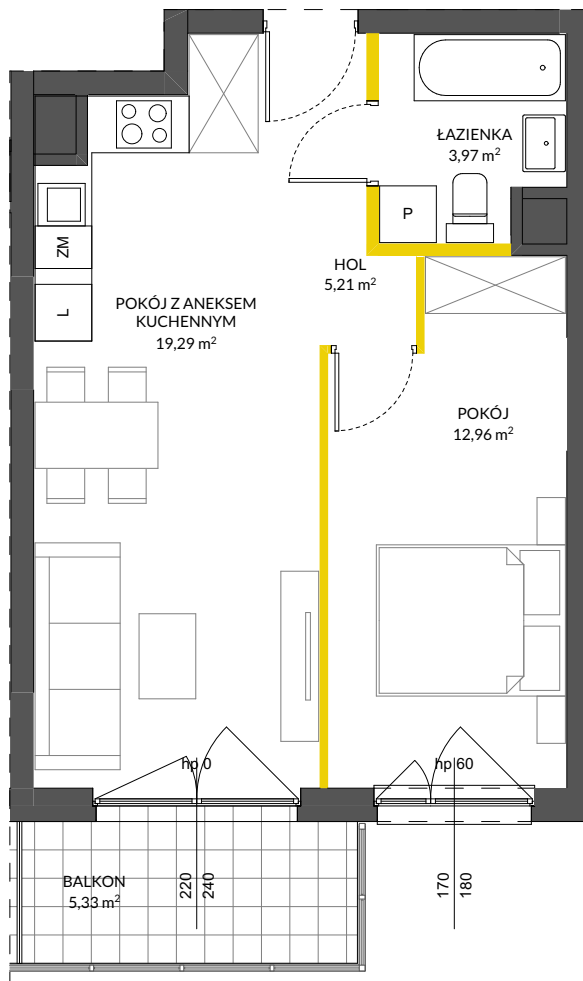 ŁAZIENKA
3,97 m²
P
ZM
HOL
5,21 m²
L
POKÓJ Z ANEKSEM
KUCHENNYM
19,29 m²
POKÓJ
12,96 m²
hp 0
hp 60
BALKON
5,33 m²
220
240
170
180